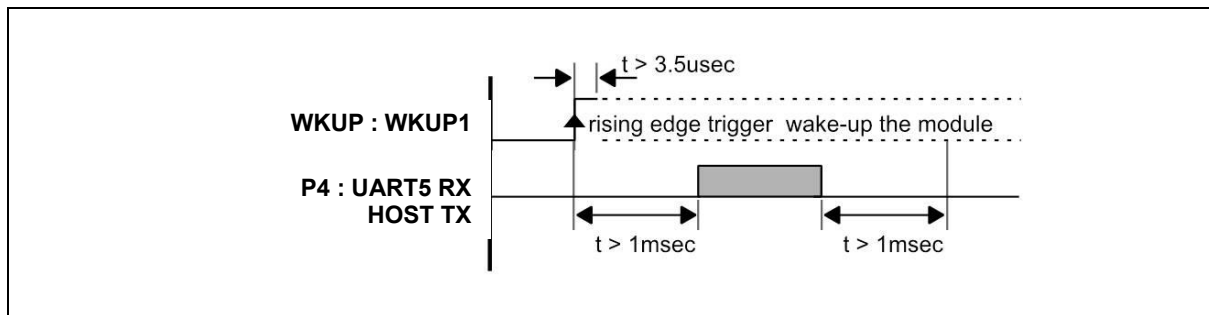 t > 3.5usec
WKUP : WKUP1
rising edge trigger wake-up the module
P4 : UART5 RX
HOST TX
t > 1msec
t > 1msec